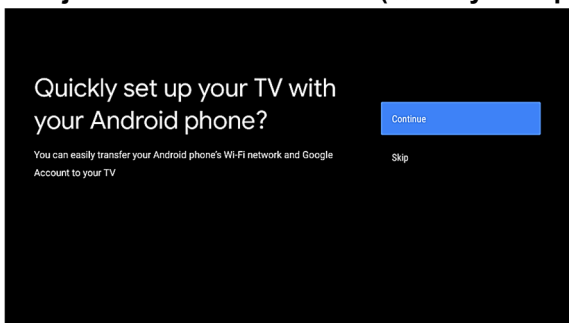 Quickly set up your TV with
your Android phone?
You can easily transfer your Android phone's Wi-Fi network and Google
Account to your TV
Continue
Skip